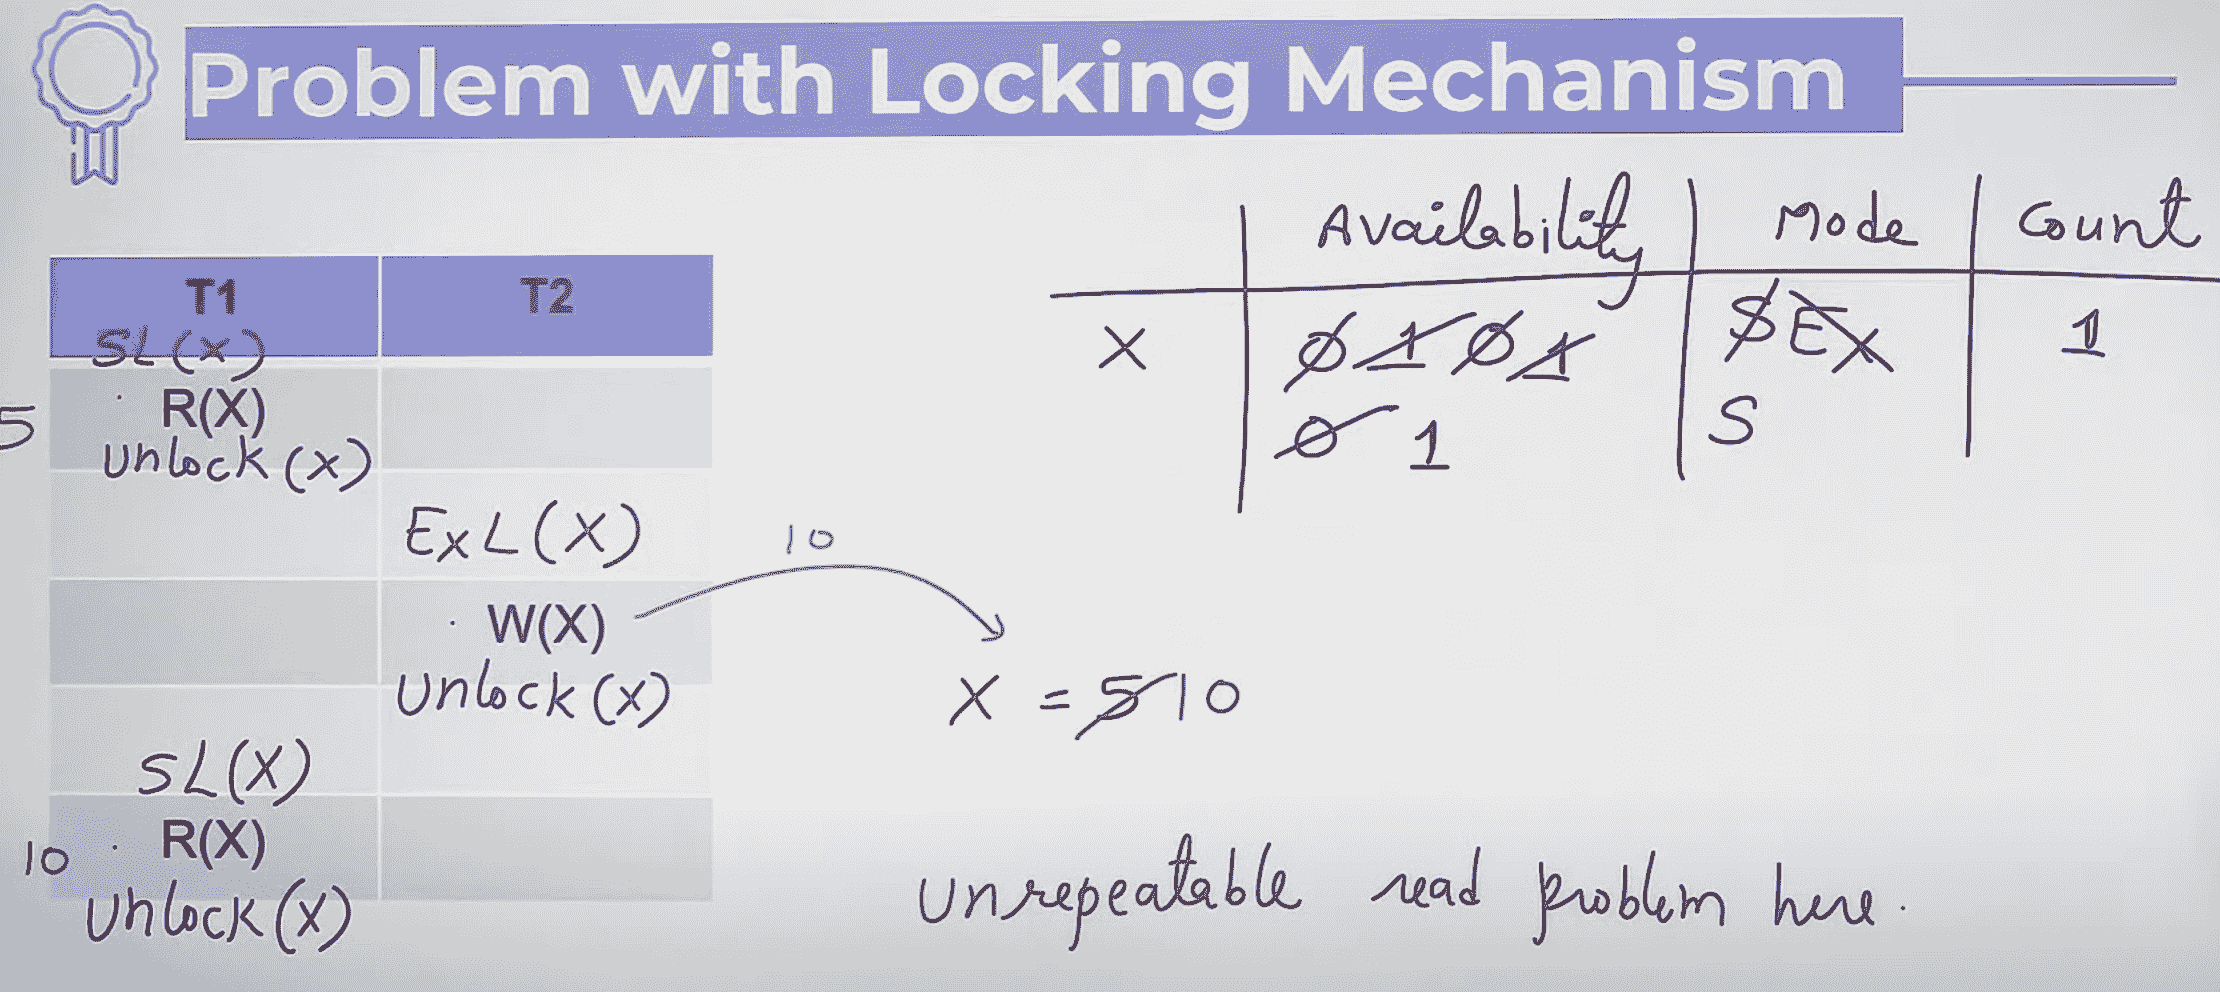 Problem with Locking Mechanism
T1 T2
SL(X)
5 R(X)
Unlock(X)
ExL(X)
W(X) 10
Unlock(X)
SL(X)
10 R(X)
Unlock(X)
Availability Mode Count
X 0 1 0 1 S Ex 1
0 1 S
X = 5 10
Unrepeatable read problem here.